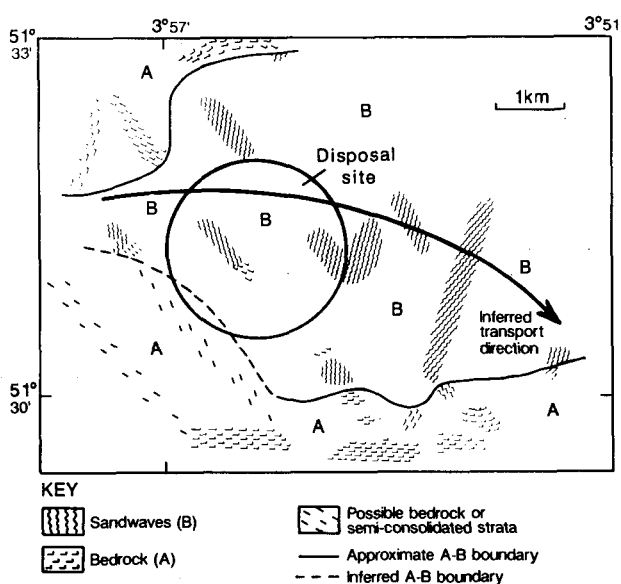 3°57'
3°51
51°
33'
A
B
1km
Disposal
site
B
B
B
B
A
Inferred
transport
direction
51°
30'
A
A
KEY
Sandwaves (B)
Bedrock (A)
Possible bedrock or
semi-consolidated strata
Approximate A-B boundary
Inferred A-B boundary